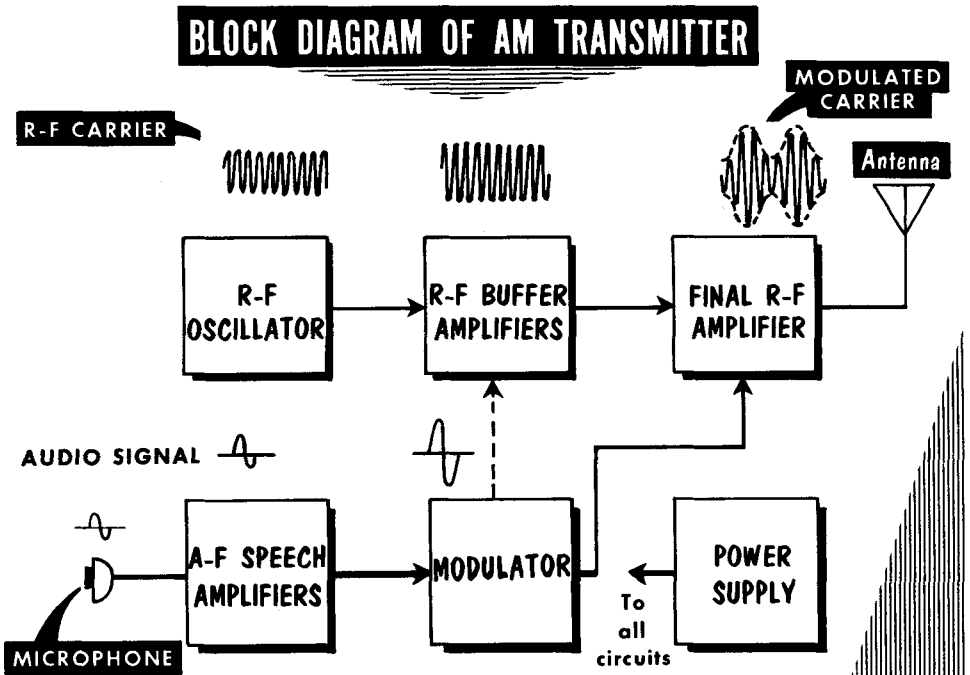 BLOCK DIAGRAM OF AM TRANSMITTER
MODULATED
CARRIER
R-F CARRIER
Antenna
R-F
OSCILLATOR
R-F BUFFER
AMPLIFIERS
FINAL R-F
AMPLIFIER
AUDIO SIGNAL
A-F SPEECH
AMPLIFIERS
MODULATOR
POWER
SUPPLY
To
all
circuits
MICROPHONE